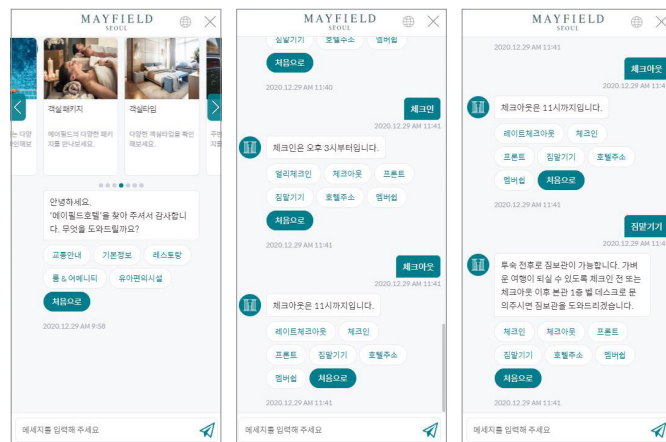 MAYFIELD
SEOUL
객실패키지
객실타입
메이필드의 다양한 패키
지를 만나보세요.
다양한 객실타입을 확인
해보세요.
안녕하세요.
'메이필드호텔'을 찾아 주셔서 감사합니
다. 무엇을 도와드릴까요?
교통안내 기본정보 레스토랑
룸 & 어메니티 유아편의시설
처음으로
2020.12.29 AM 9:58
메세지를 입력해 주세요
MAYFIELD
SEOUL
짐맡기기 호텔주소 멤버쉽
처음으로
2020.12.29 AM 11:40
체크인
2020.12.29 AM 11:41
체크인은 오후 3시부터입니다.
얼리체크인 체크아웃 프론트
짐맡기기 호텔주소 멤버쉽
처음으로
2020.12.29 AM 11:41
체크아웃
2020.12.29 AM 11:41
체크아웃은 11시까지입니다.
레이트체크아웃 체크인
프론트 짐맡기기 호텔주소
멤버쉽 처음으로
2020.12.29 AM 11:41
메세지를 입력해 주세요
MAYFIELD
SEOUL
2020.12.29 AM 11:41
체크아웃
2020.12.29 AM 11:4
체크아웃은 11시까지입니다.
레이트체크아웃 체크인
프론트 짐맡기기 호텔주소
멤버쉽 처음으로
2020.12.29 AM 11:41
짐맡기기
2020.12.29 AM 11:4
투숙 전후로 짐보관이 가능합니다. 가벼
운 여행이 되실 수 있도록 체크인 전 또는
체크아웃 이후 본관 1층 벨 데스크로 문
의주시면 짐보관을 도와드리겠습니다.
체크인 체크아웃 프론트
짐맡기기 호텔주소 멤버쉽
처음으로
2020.12.29 AM 11:41
메세지를 입력해 주세요